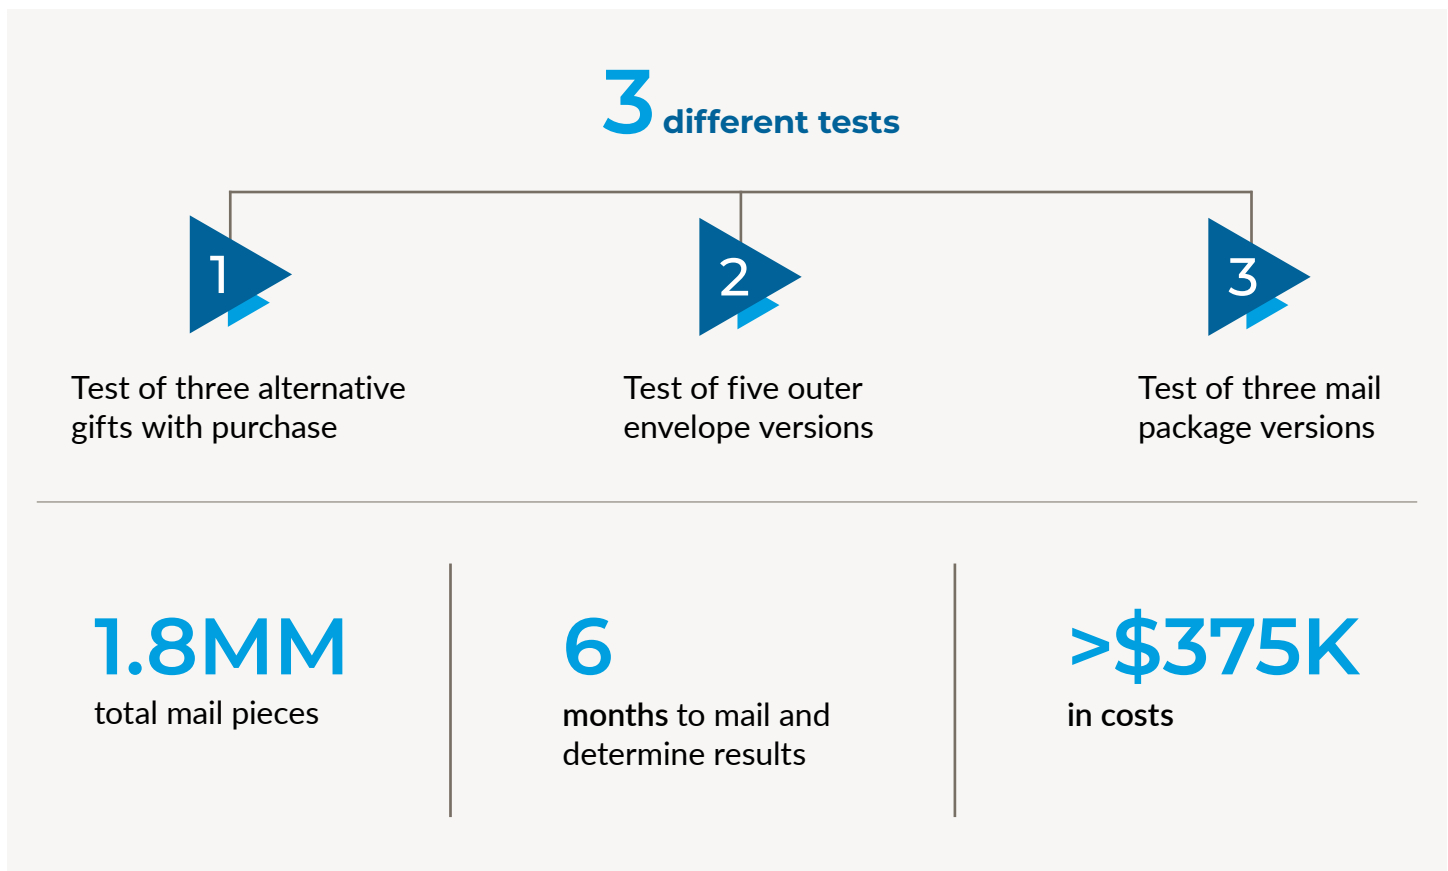 3 different tests
1
2
3
Test of three alternative
gifts with purchase
Test of five outer
envelope versions
Test of three mail
package versions
1.8MM
total mail pieces
6
months to mail and
determine results
>$375K
in costs